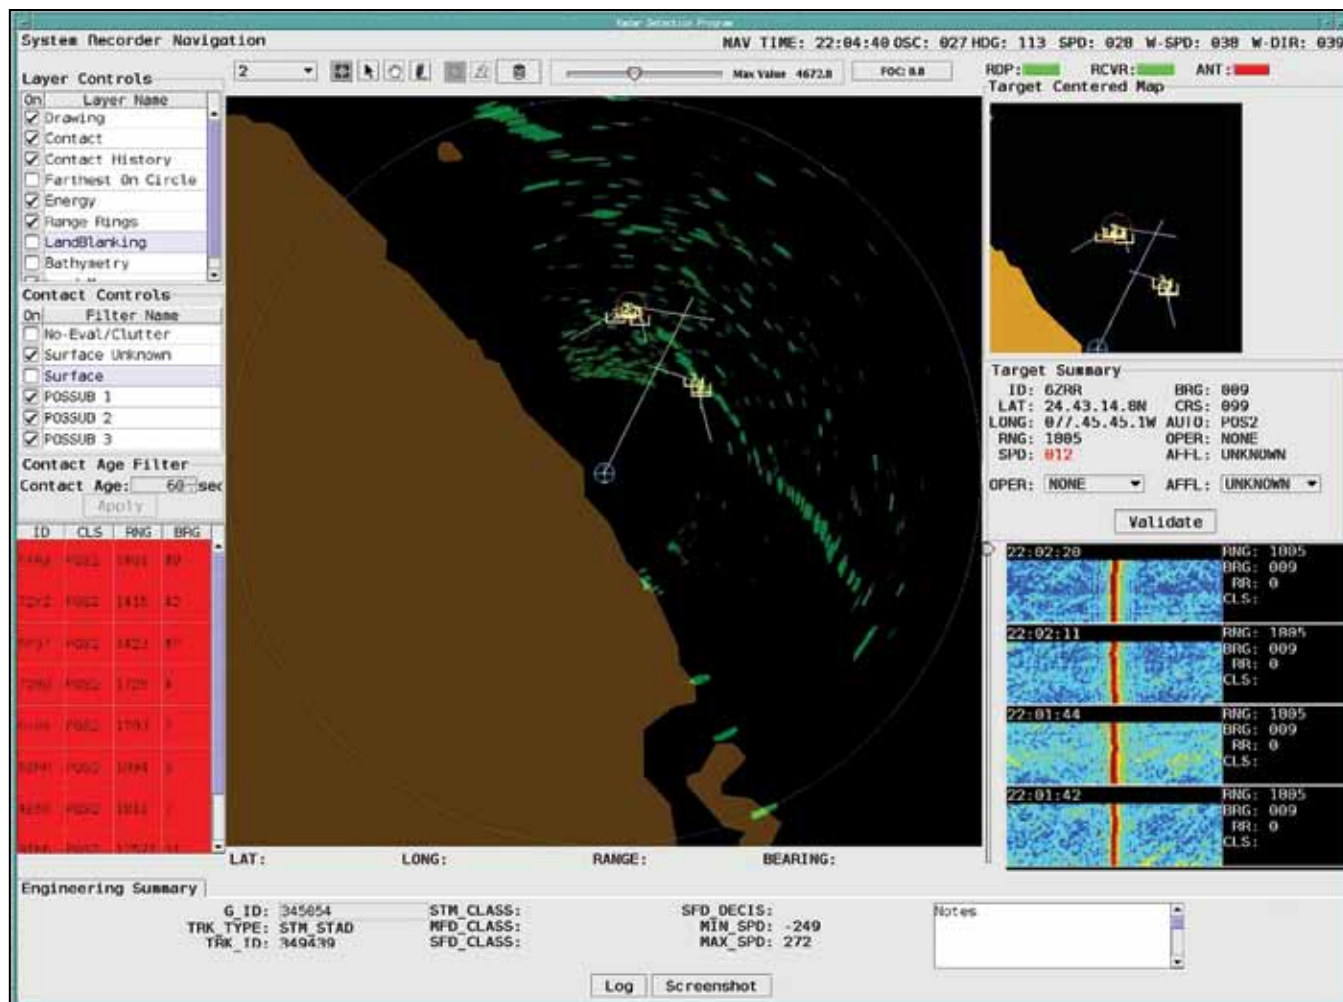 Radar Detection Program
System Recorder Navigation
NAV TIME: 22:04:40 OSC: 027 HDG: 113 SPD: 028 W-SPD: 038 W-DIR: 039
Layer Controls
On Layer Name
Drawing
Contact
Contact History
Farthest On Circle
Energy
Range Rings
LandBlanking
Bathymetry
Contact Controls
On Filter Name
No-Eval/Clutter
Surface Unknown
Surface
POSSUB 1
POSSUB 2
POSSUB 3
Contact Age Filter
Contact Age: 60 sec
Apply
ID CLS RNG BRG
2 Max Value 4672.8 FOC: 0.0
LAT: LONG: RANGE: BEARING:
RDP: RCVR: ANT:
Target Centered Map
Target Summary
ID: 6ZRR BRG: 009
LAT: 24.43.14.8N CRS: 099
LONG: 077.45.45.1W AUTO: POS2
RNG: 1805 OPER: NONE
SPD: 012 AFFL: UNKNOWN
OPER: NONE AFFL: UNKNOWN
Validate
22:02:20 RNG: 1805
BRG: 009
RR: 0
CLS:
22:02:11 RNG: 1805
BRG: 009
RR: 0
CLS:
22:01:44 RNG: 1805
BRG: 009
RR: 0
CLS:
22:01:42 RNG: 1805
BRG: 009
RR: 0
CLS:
Engineering Summary
G_ID: 345054 STM_CLASS: SFD_DECIS: Notes
TRK_TYPE: STM_STAD MFD_CLASS: MIN_SPD: -249
TRK_ID: 349439 SFD_CLASS: MAX_SPD: 272
Log Screenshot